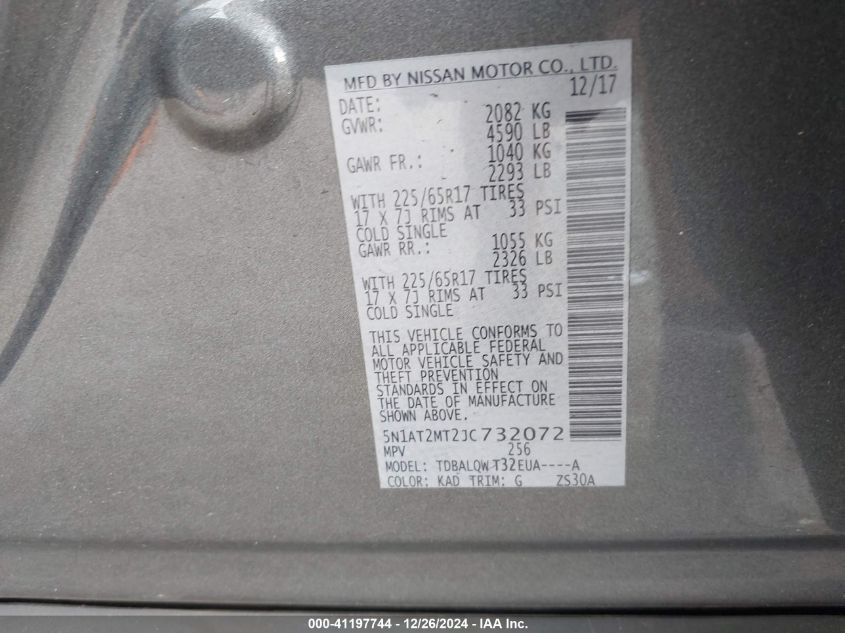 MFD BY NISSAN MOTOR CO., LTD.
DATE: 12/17
GVWR: 2082 KG
4590 LB
GAWR FR.: 1040 KG
2293 LB
WITH 225/65R17 TIRES
17 X 7J RIMS AT 33 PSI
COLD SINGLE
GAWR RR.: 1055 KG
2326 LB
WITH 225/65R17 TIRES
17 X 7J RIMS AT 33 PSI
COLD SINGLE
THIS VEHICLE CONFORMS TO
ALL APPLICABLE FEDERAL
MOTOR VEHICLE SAFETY AND
THEFT PREVENTION
STANDARDS IN EFFECT ON
THE DATE OF MANUFACTURE
SHOWN ABOVE.
5N1AT2MT2JC732072
MPV 256
MODEL: TDBALQW T32EUA----A
COLOR: KAD TRIM: G ZS30A
000-41197744 - 12/26/2024 - IAA Inc.